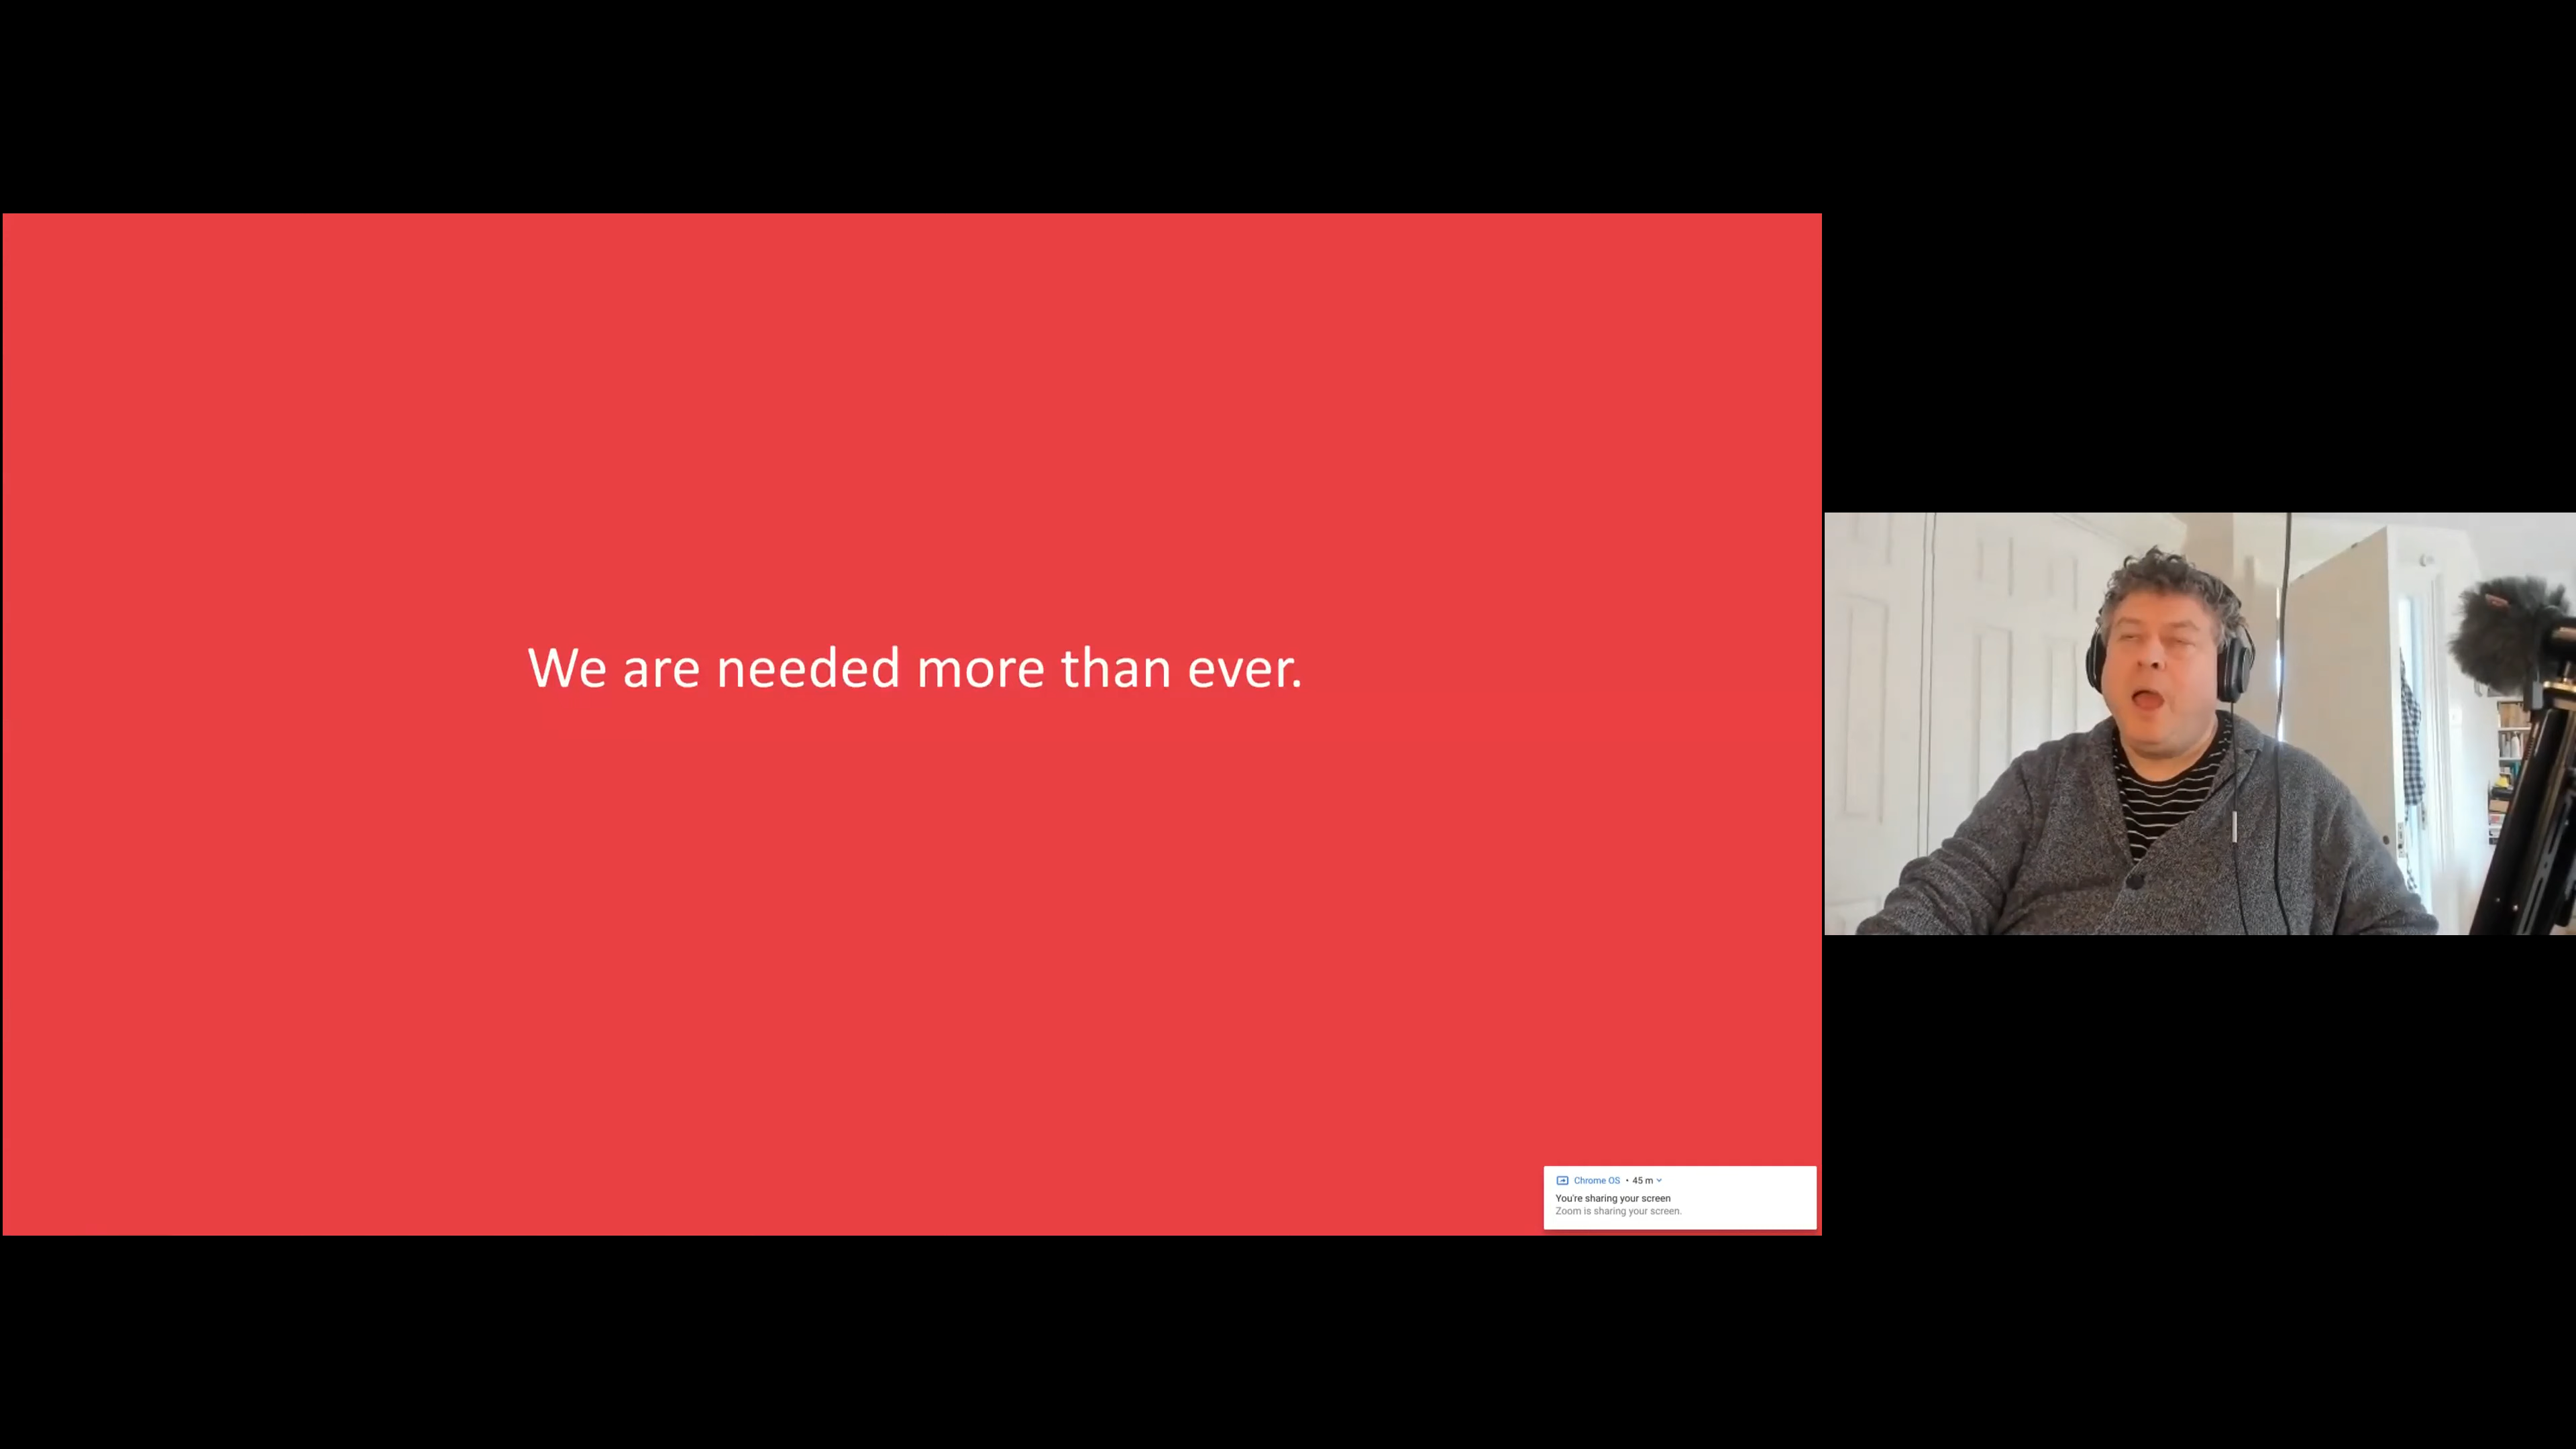 We are needed more than ever.
Chrome OS • 45 m
You're sharing your screen
Zoom is sharing your screen.